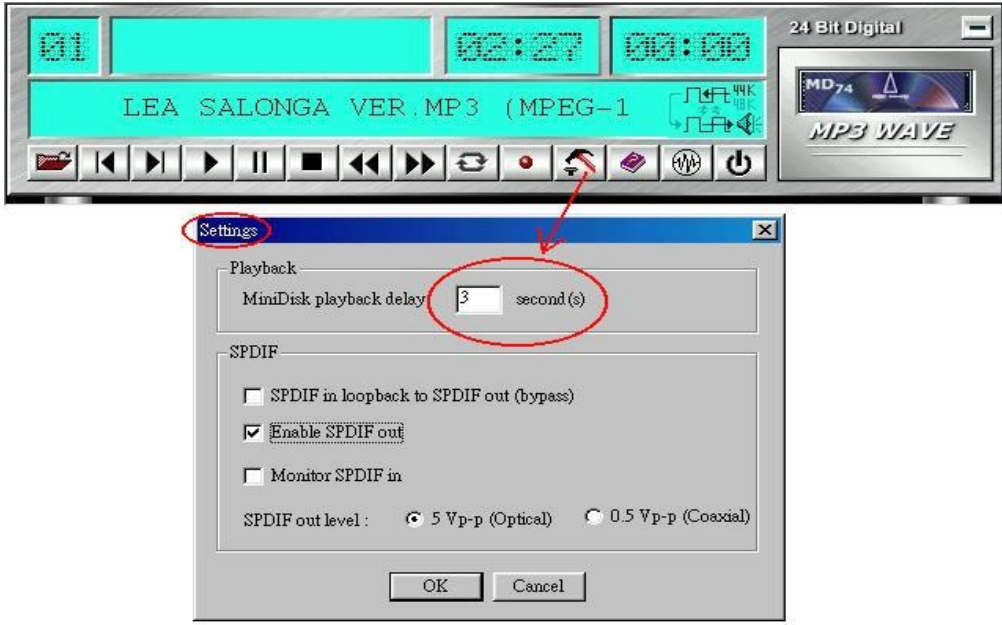 24 Bit Digital
01
02:27
00:00
LEA SALONGA VER.MP3 (MPEG-1
44K
48K
MD74
MP3 WAVE
Settings
Playback
MiniDisk playback delay 3 second(s)
SPDIF
SPDIF in loopback to SPDIF out (bypass)
Enable SPDIF out
Monitor SPDIF in
SPDIF out level : 5 Vp-p (Optical) 0.5 Vp-p (Coaxial)
OK Cancel